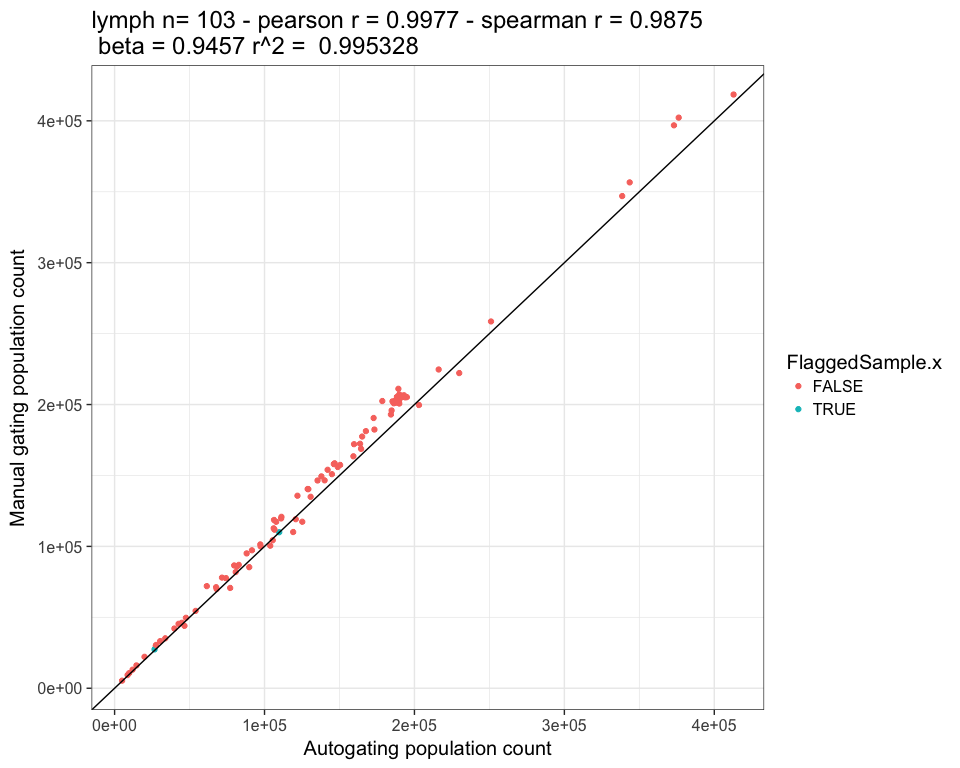 lymph n= 103 - pearson r = 0.9977 - spearman r = 0.9875
beta = 0.9457 r^2 =  0.995328
Manual gating population count
4e+05
3e+05
2e+05
1e+05
0e+00
0e+00 1e+05 2e+05 3e+05 4e+05
Autogating population count
FlaggedSample.x
FALSE
TRUE